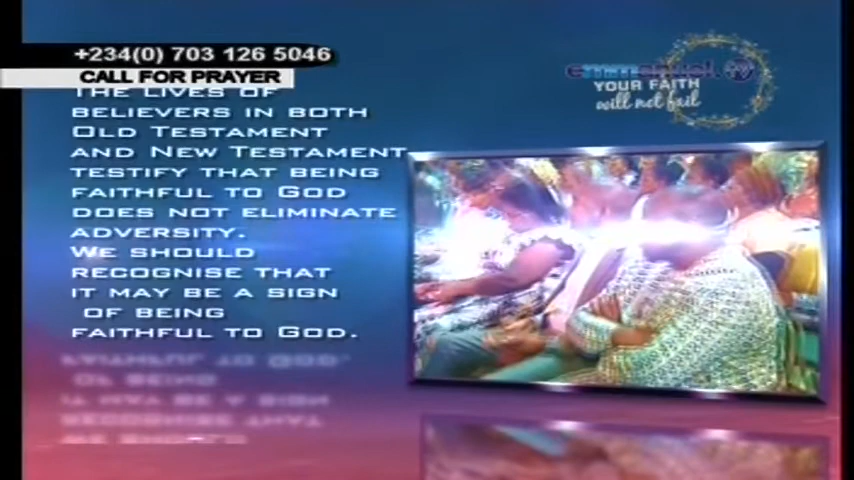 +234(0) 703 126 5046
CALL FOR PRAYER
emmanuel tv
YOUR FAITH
will not fail
THE LIVES OF
BELIEVERS IN BOTH
OLD TESTAMENT
AND NEW TESTAMENT
TESTIFY THAT BEING
FAITHFUL TO GOD
DOES NOT ELIMINATE
ADVERSITY.
WE SHOULD
RECOGNISE THAT
IT MAY BE A SIGN
OF BEING
FAITHFUL TO GOD.